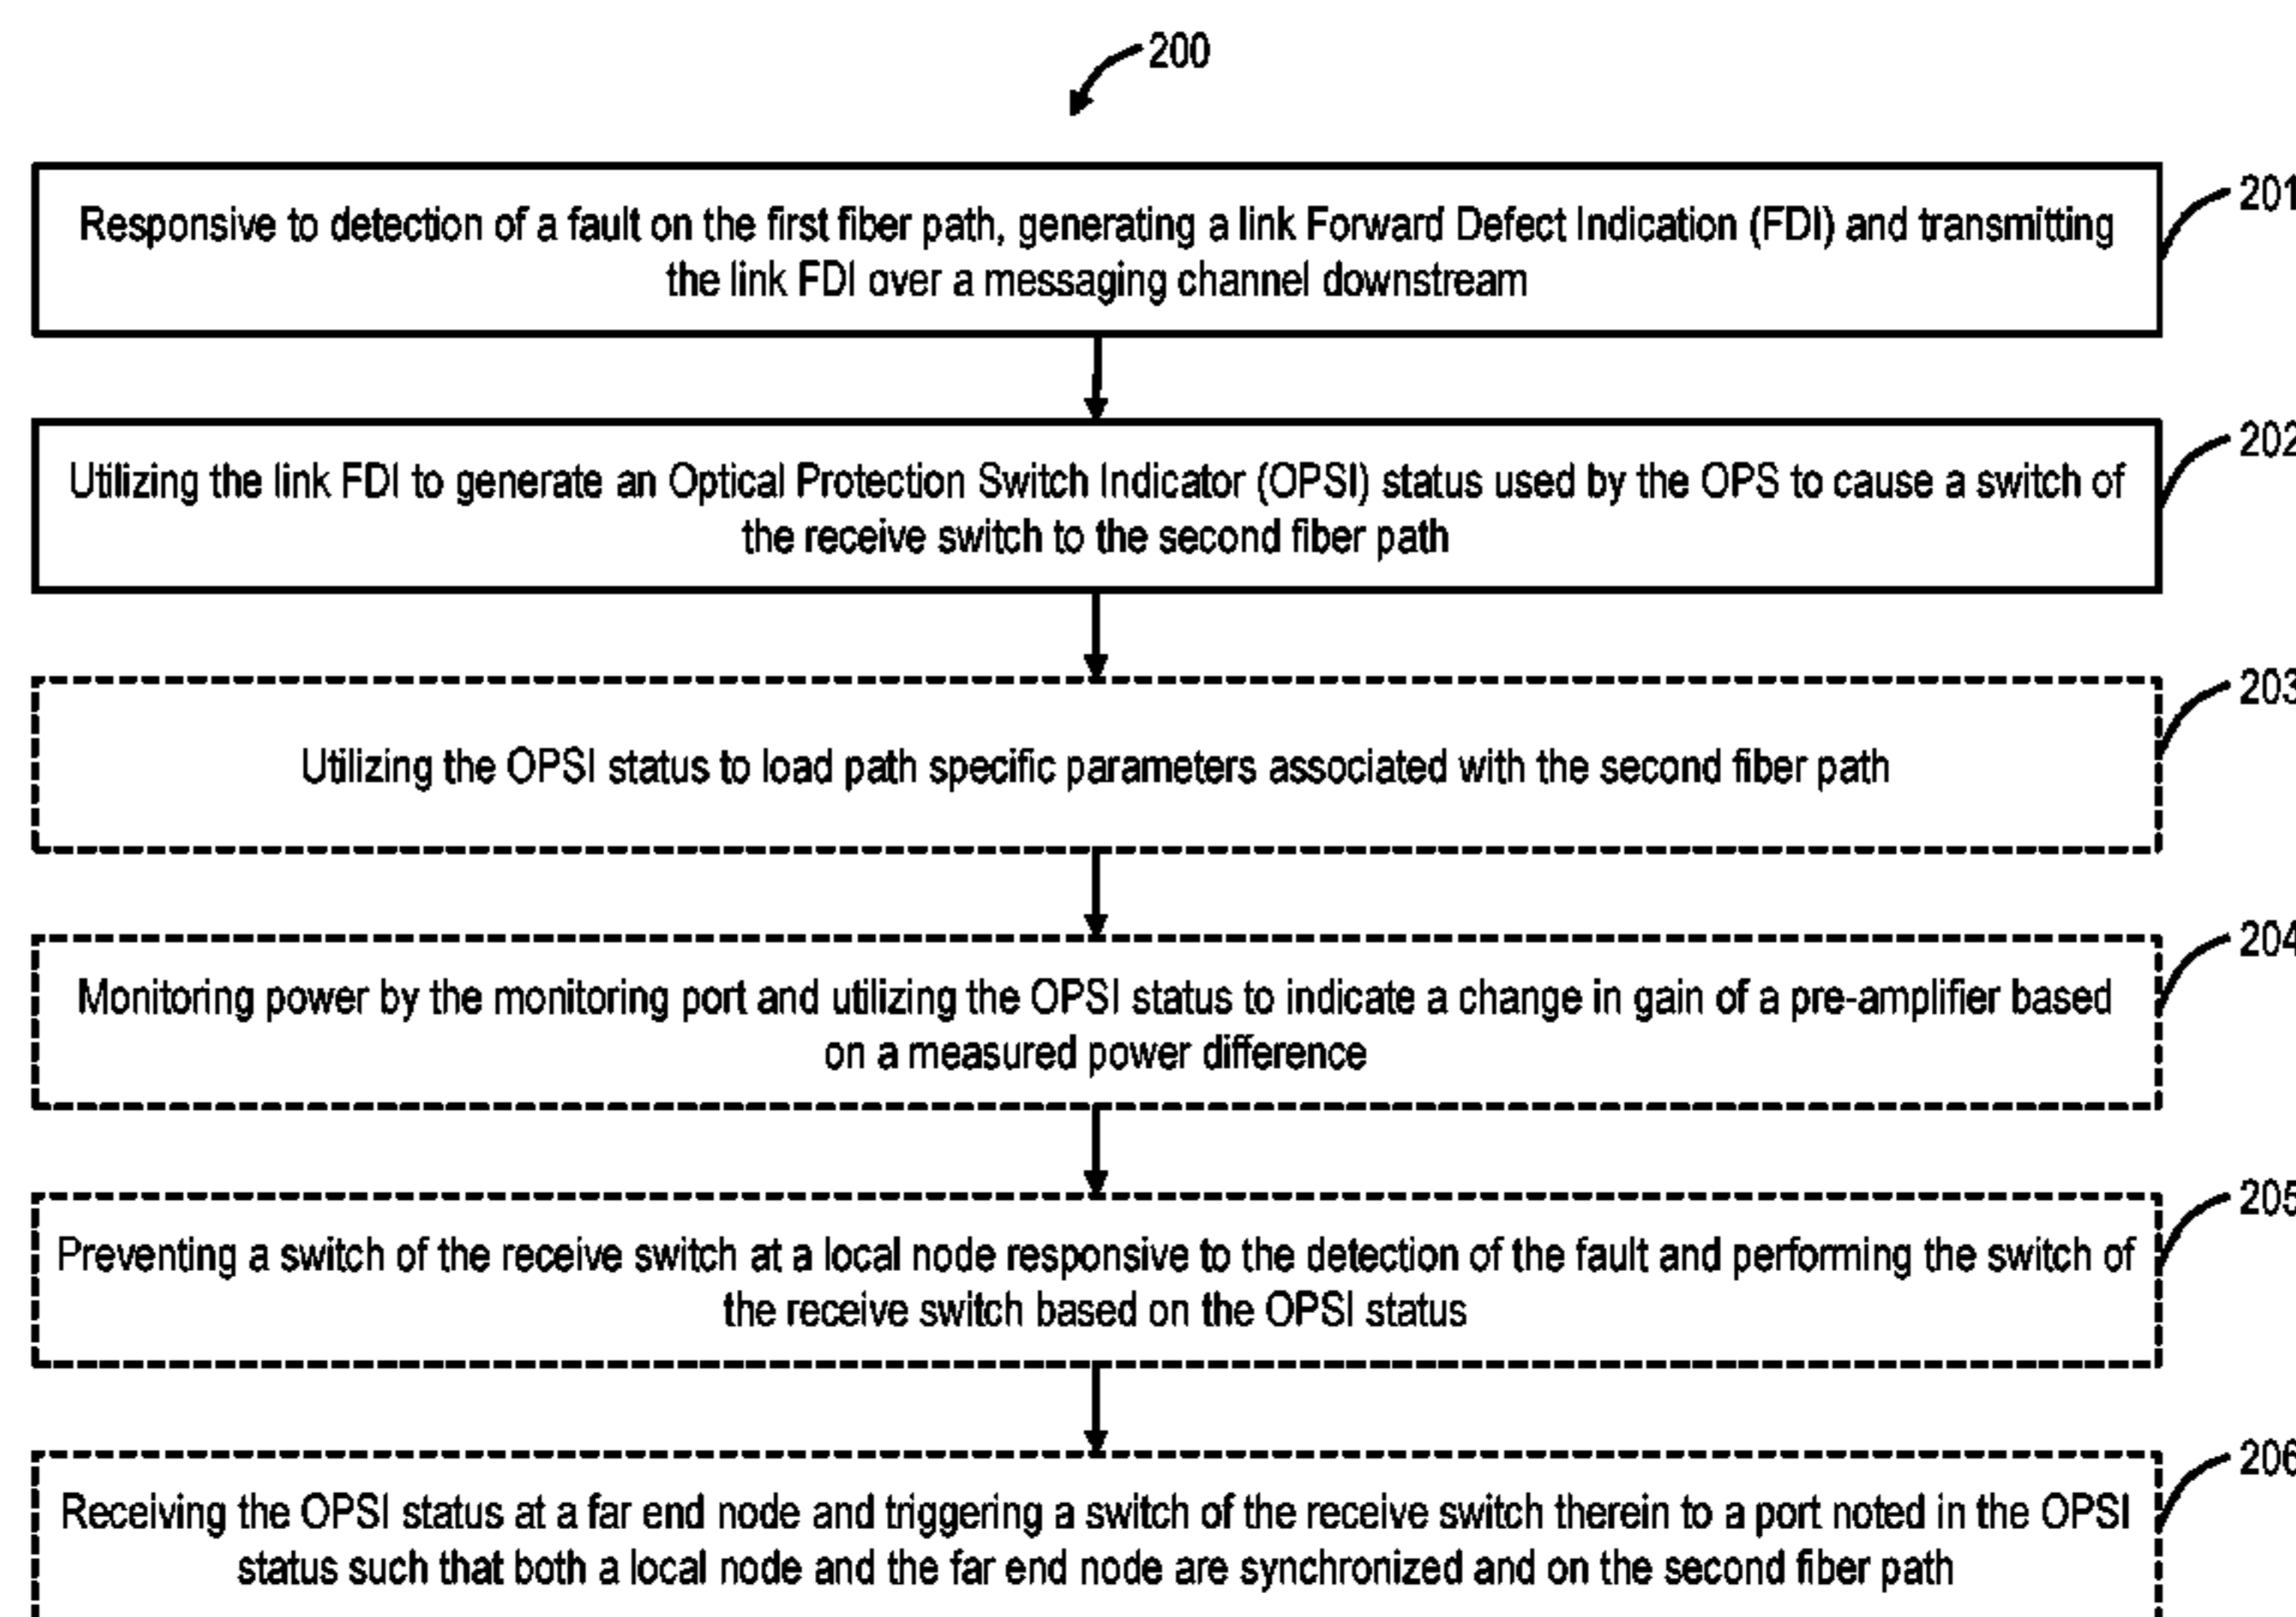 200
201
Responsive to detection of a fault on the first fiber path, generating a link Forward Defect Indication (FDI) and transmitting
the link FDI over a messaging channel downstream
202
Utilizing the link FDI to generate an Optical Protection Switch Indicator (OPSI) status used by the OPS to cause a switch of
the receive switch to the second fiber path
203
Utilizing the OPSI status to load path specific parameters associated with the second fiber path
204
Monitoring power by the monitoring port and utilizing the OPSI status to indicate a change in gain of a pre-amplifier based
on a measured power difference
205
Preventing a switch of the receive switch at a local node responsive to the detection of the fault and performing the switch of
the receive switch based on the OPSI status
206
Receiving the OPSI status at a far end node and triggering a switch of the receive switch therein to a port noted in the OPSI
status such that both a local node and the far end node are synchronized and on the second fiber path